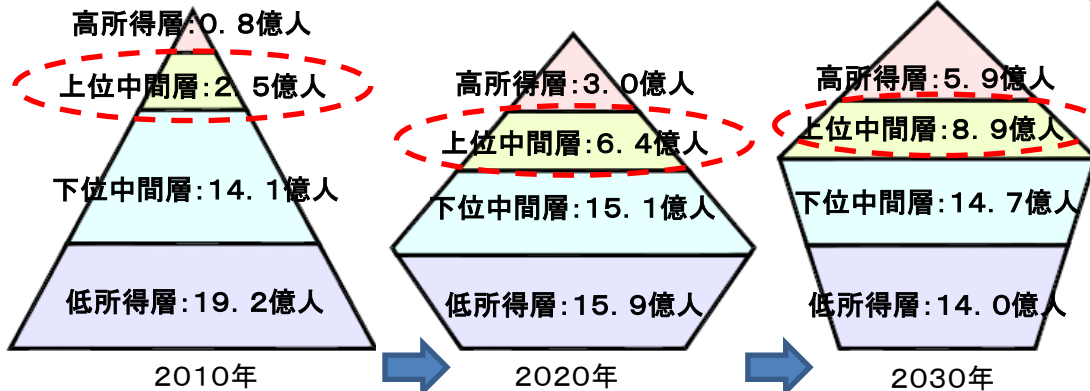 高所得層:0．8億人
上位中間層:2．5億人
下位中間層:14．1億人
低所得層:19．2億人
2010年
高所得層:3．0億人
上位中間層:6．4億人
下位中間層:15．1億人
低所得層:15．9億人
2020年
高所得層:5．9億人
上位中間層:8．9億人
下位中間層:14．7億人
低所得層:14．0億人
2030年